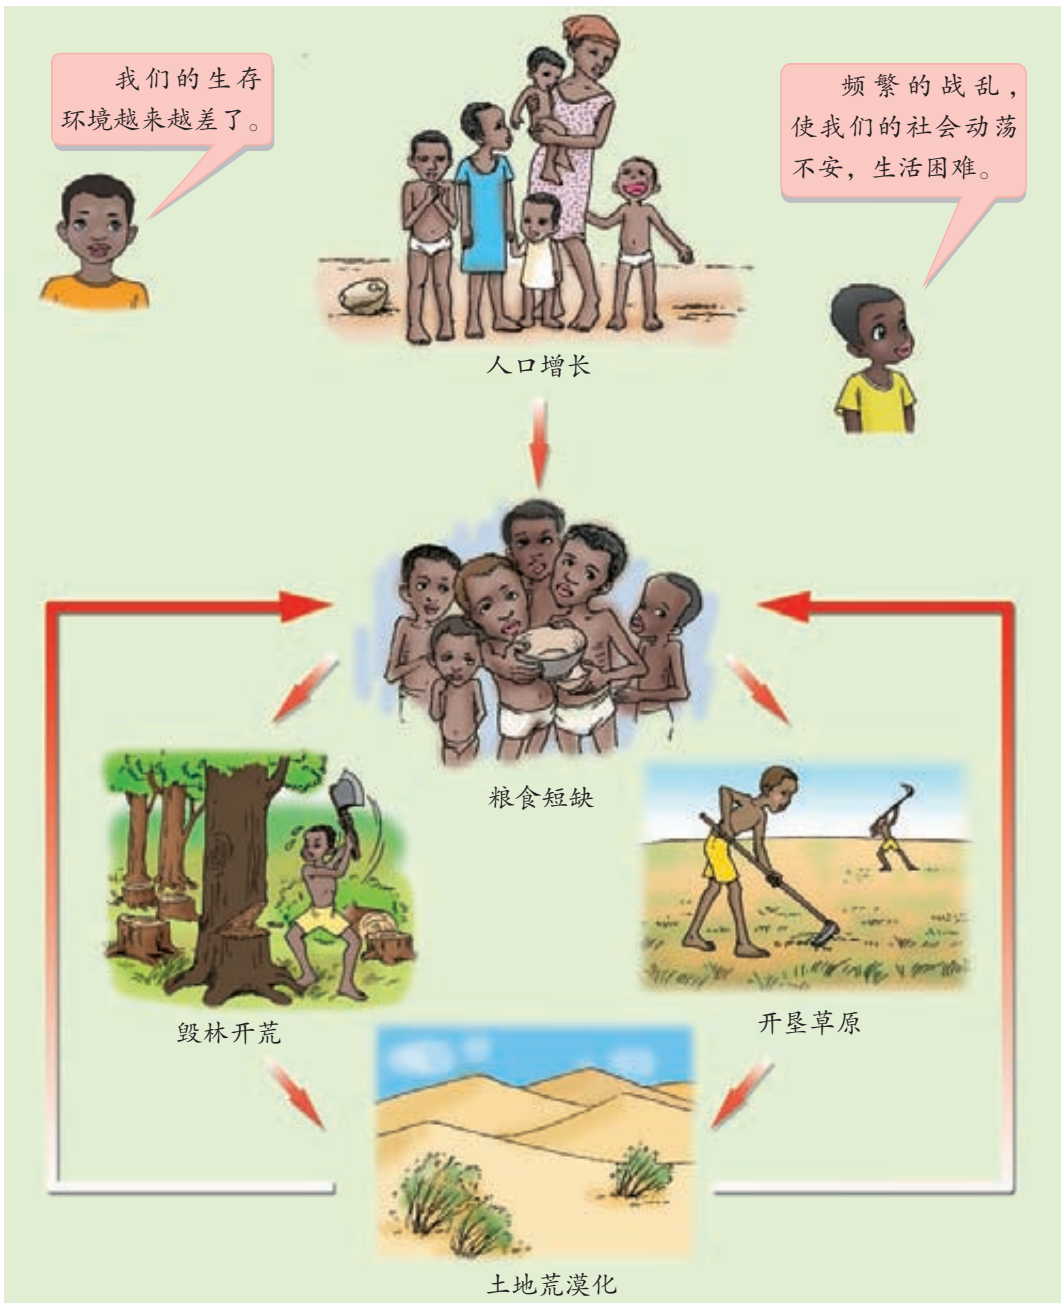 我们的生存
环境越来越差了。
频繁的战乱，
使我们的社会动荡
不安，生活困难。
人口增长
粮食短缺
毁林开荒
开垦草原
土地荒漠化